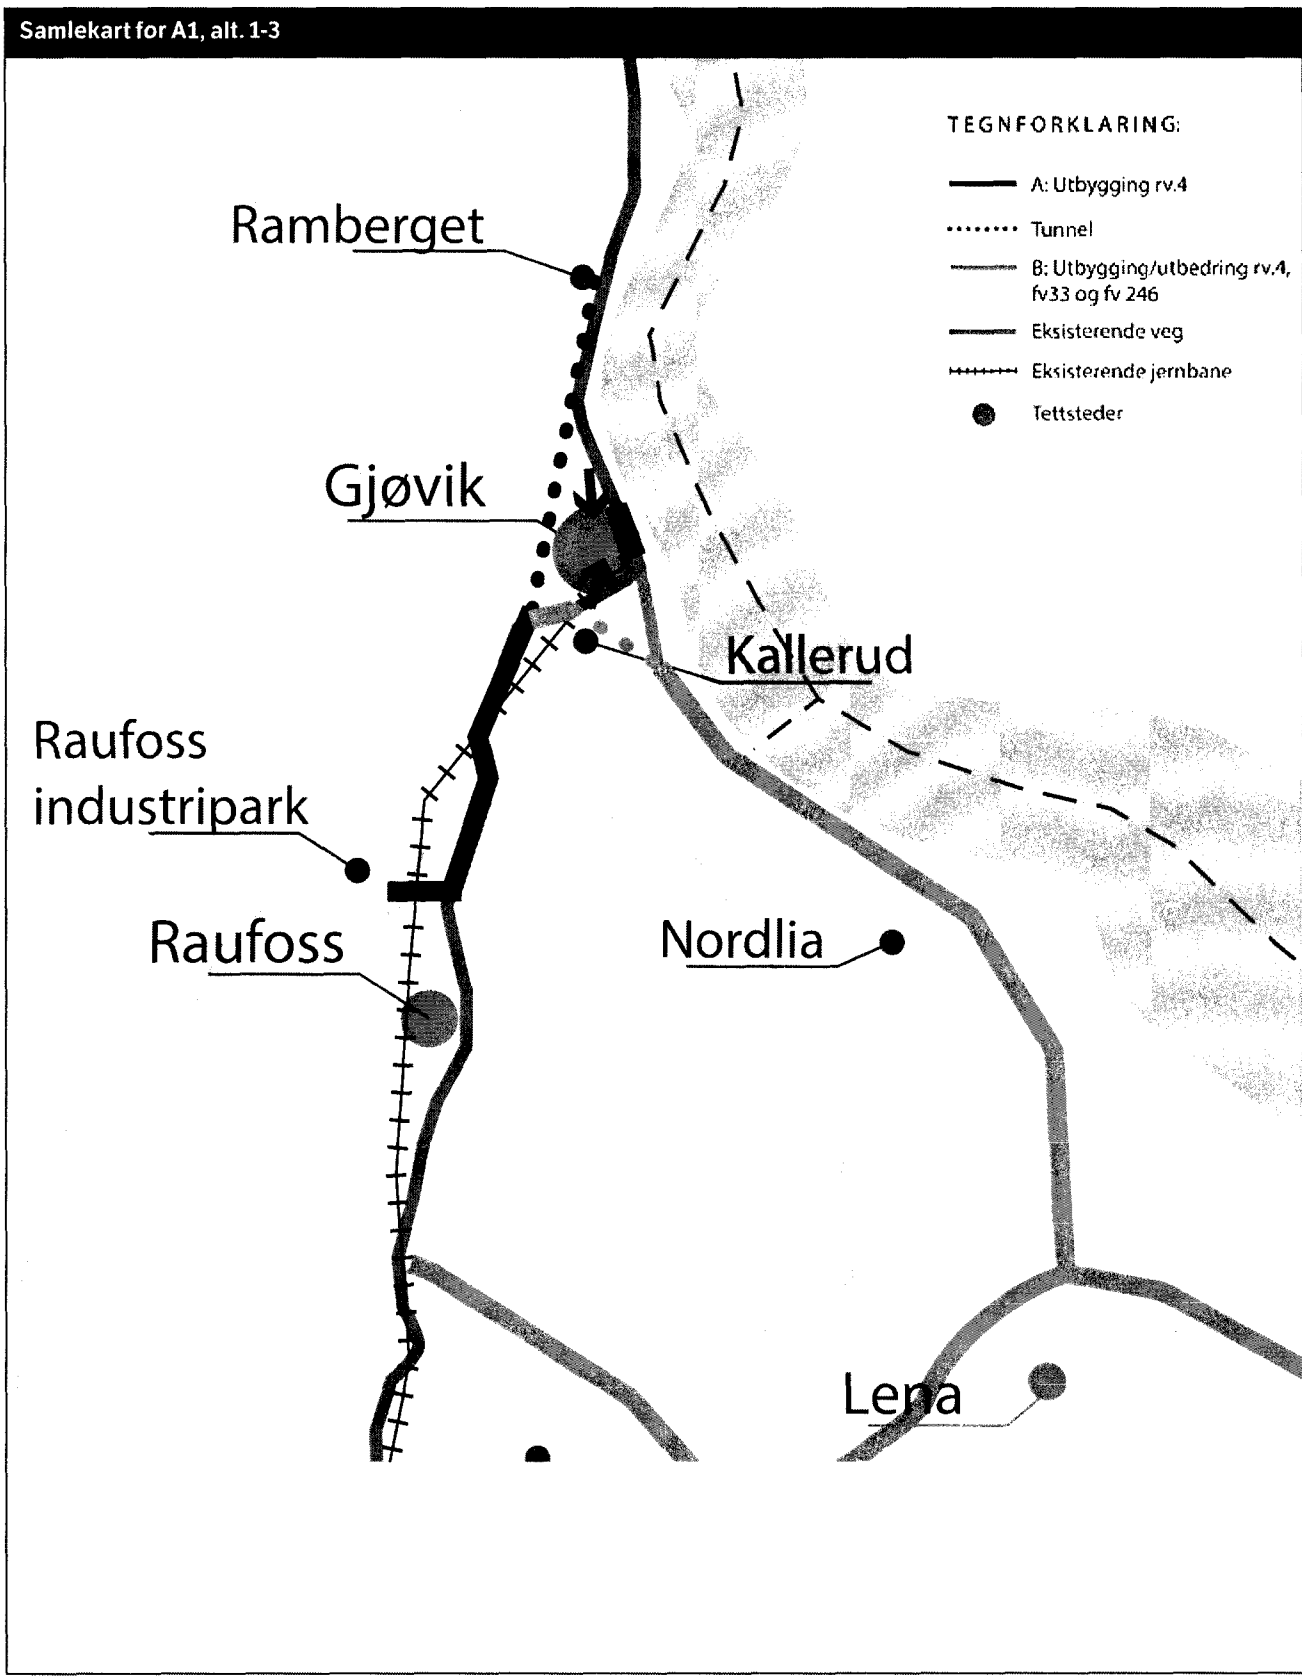 Samlekart for A1, alt. 1-3
TEGNFORKLARING:
A: Utbygging rv.4
Tunnel
B: Utbygging/utbedring rv.4,
fv33 og fv 246
Eksisterende veg
Eksisterende jernbane
Tettsteder
Ramberget
Gjøvik
Kallerud
Raufoss
industripark
Raufoss
Nordlia
Lena